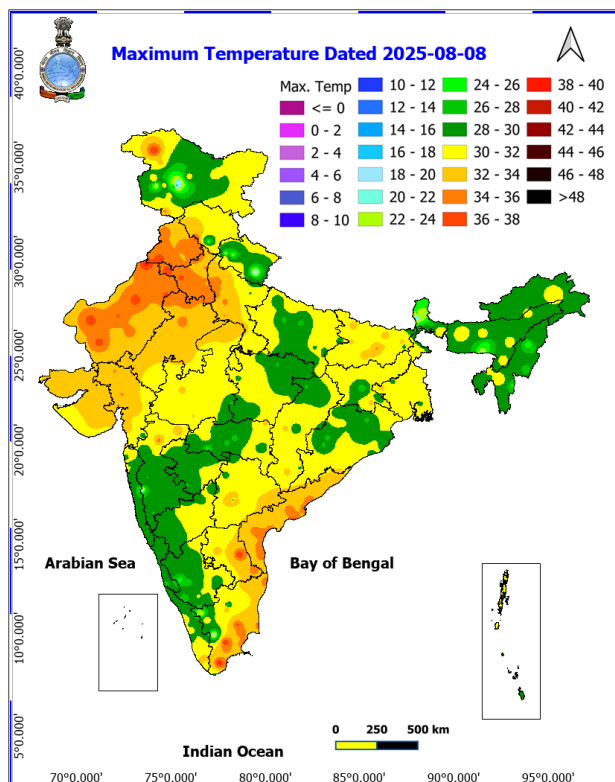 Maximum Temperature Dated 2025-08-08
Max. Temp
<= 0
0 - 2
2 - 4
4 - 6
6 - 8
8 - 10
10 - 12
12 - 14
14 - 16
16 - 18
18 - 20
20 - 22
22 - 24
24 - 26
26 - 28
28 - 30
30 - 32
32 - 34
34 - 36
36 - 38
38 - 40
40 - 42
42 - 44
44 - 46
46 - 48
>48
40°0.000'
35°0.000'
30°0.000'
25°0.000'
20°0.000'
15°0.000'
10°0.000'
5°0.000'
Arabian Sea
Bay of Bengal
Indian Ocean
0 250 500 km
70°0.000' 75°0.000' 80°0.000' 85°0.000' 90°0.000' 95°0.000'